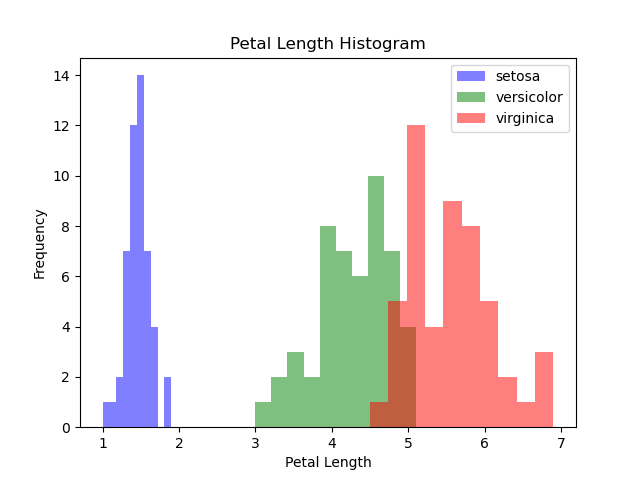 Petal Length Histogram
setosa
versicolor
virginica
Frequency
14
12
10
8
6
4
2
0
1 2 3 4 5 6 7
Petal Length